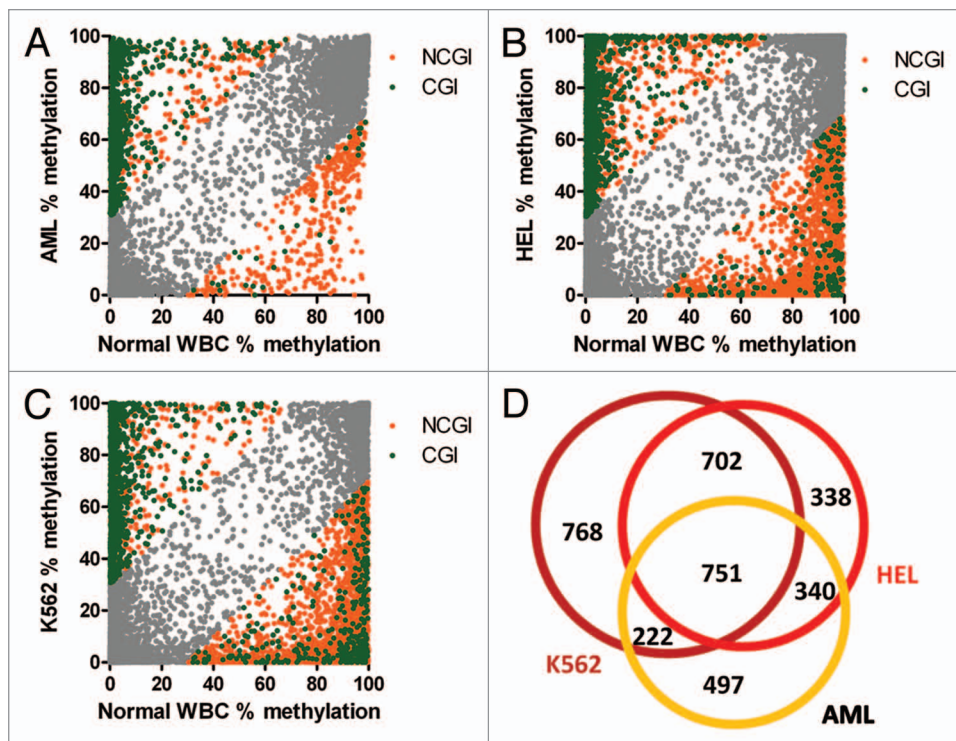 A
AML % methylation
100
80
60
40
20
0
0 20 40 60 80 100
Normal WBC % methylation
NCGI
CGI
B
HEL % methylation
100
80
60
40
20
0
0 20 40 60 80 100
Normal WBC % methylation
NCGI
CGI
C
K562 % methylation
100
80
60
40
20
0
0 20 40 60 80 100
Normal WBC % methylation
NCGI
CGI
D
702
338
768
751
340
HEL
222
K562
497
AML